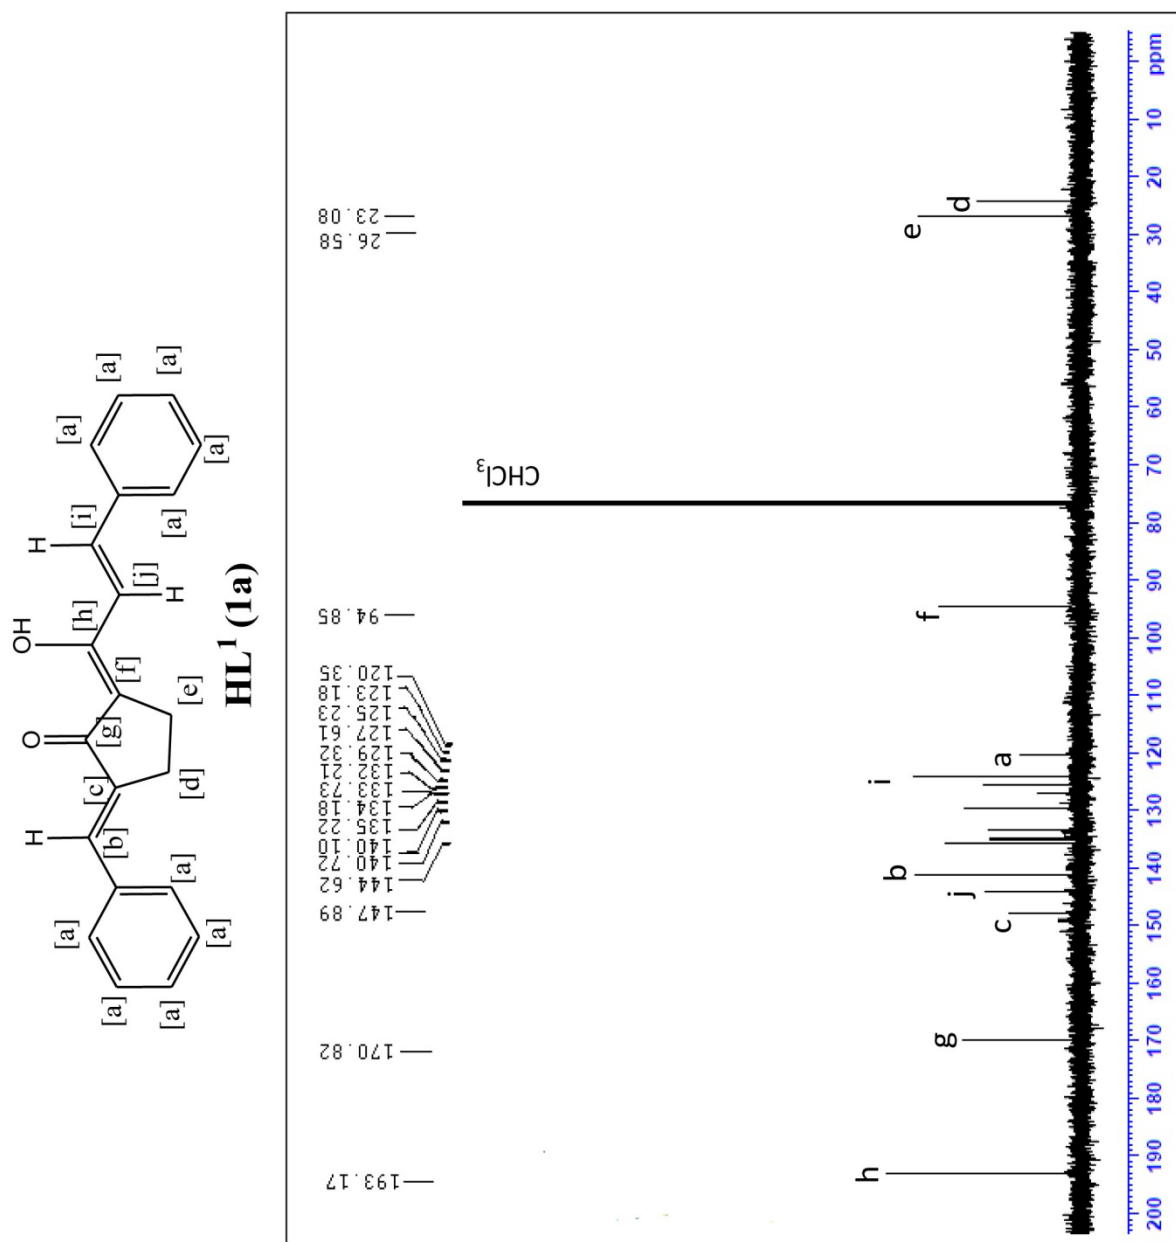 H
H
H
OH
O
[a]
[a]
[a]
[a]
[a]
[b]
[c]
[d]
[g]
[e]
[f]
[h]
[j]
[i]
[a]
[a]
[a]
[a]
[a]
HL¹ (1a)
193.17
170.82
147.89
144.62
140.72
140.10
135.22
134.18
133.73
132.21
129.32
127.61
125.23
123.18
120.35
94.85
26.58
23.08
CHCl₃
h
g
c
j
b
i
a
f
e
d
200 190 180 170 160 150 140 130 120 110 100 90 80 70 60 50 40 30 20 10 ppm